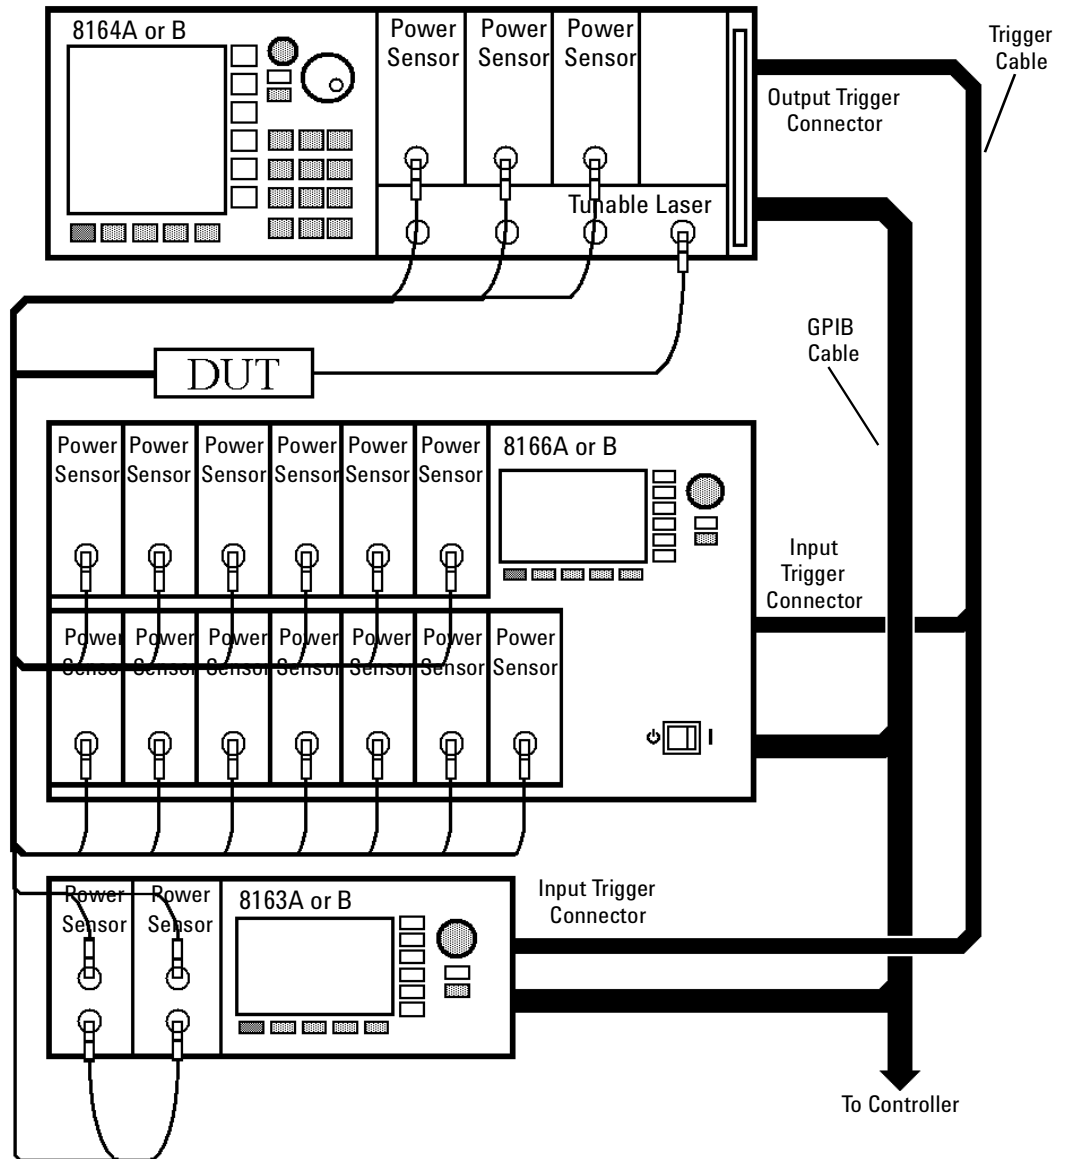 8164A or B
Power Sensor
Power Sensor
Power Sensor
Tunable Laser
Output Trigger
Connector
Trigger
Cable
GPIB
Cable
DUT
Power Sensor
Power Sensor
Power Sensor
Power Sensor
Power Sensor
Power Sensor
8166A or B
Input
Trigger
Connector
Power Sensor
Power Sensor
Power Sensor
Power Sensor
Power Sensor
Power Sensor
Power Sensor
Power Sensor
Power Sensor
8163A or B
Input Trigger
Connector
To Controller